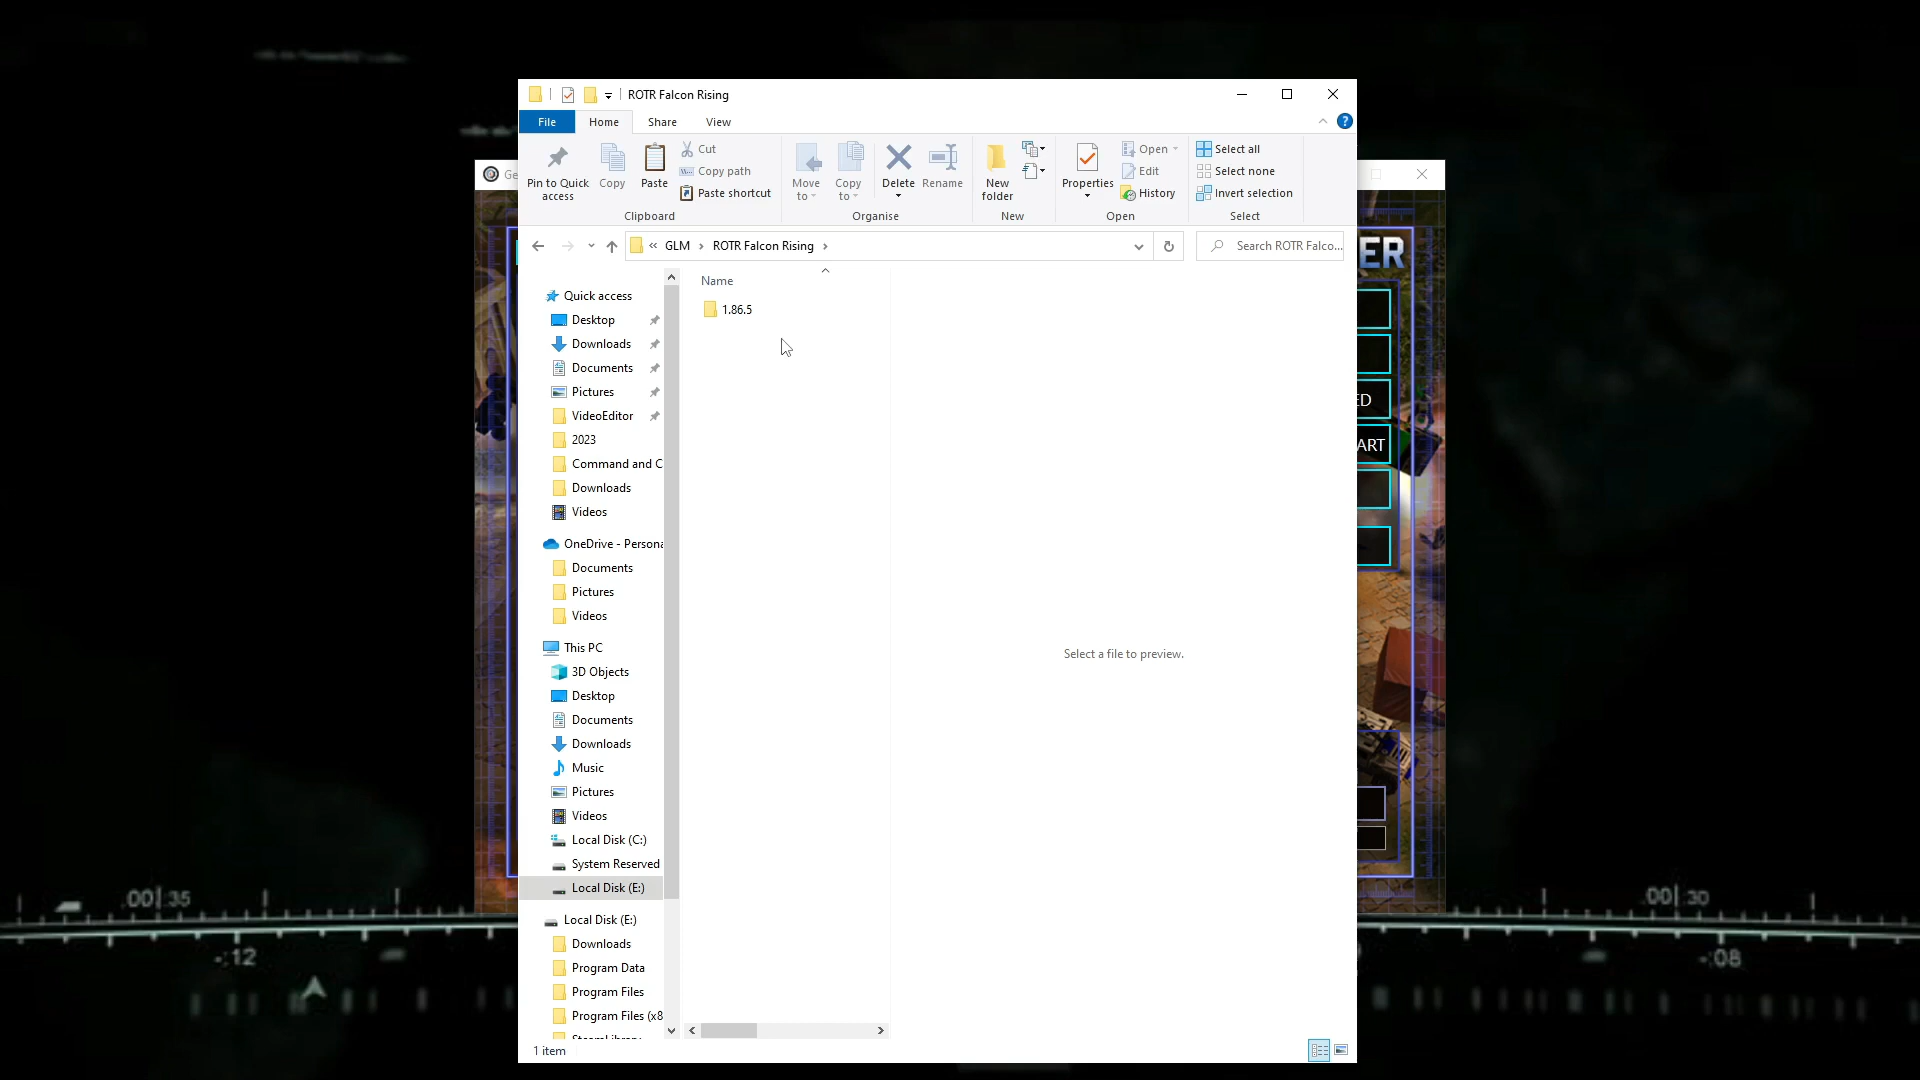 ROTR Falcon Rising
File Home Share View
Pin to Quick access
Copy
Paste
Cut
Copy path
Paste shortcut
Clipboard
Move to
Copy to
Delete
Rename
Organise
New folder
New
Properties
Open
Edit
History
Open
Select all
Select none
Invert selection
Select
« GLM › ROTR Falcon Rising ›
Search ROTR Falco...
Ge
Name
1.86.5
Quick access
Desktop
Downloads
Documents
Pictures
VideoEditor
2023
Command and C
Downloads
Videos
OneDrive - Persona
Documents
Pictures
Videos
This PC
3D Objects
Desktop
Documents
Downloads
Music
Pictures
Videos
Local Disk (C:)
System Reserved
Local Disk (E:)
Local Disk (E:)
Downloads
Program Data
Program Files
Program Files (x8
Select a file to preview.
1 item
ER
ED
ART
00 35
-:12
00 30
-:08